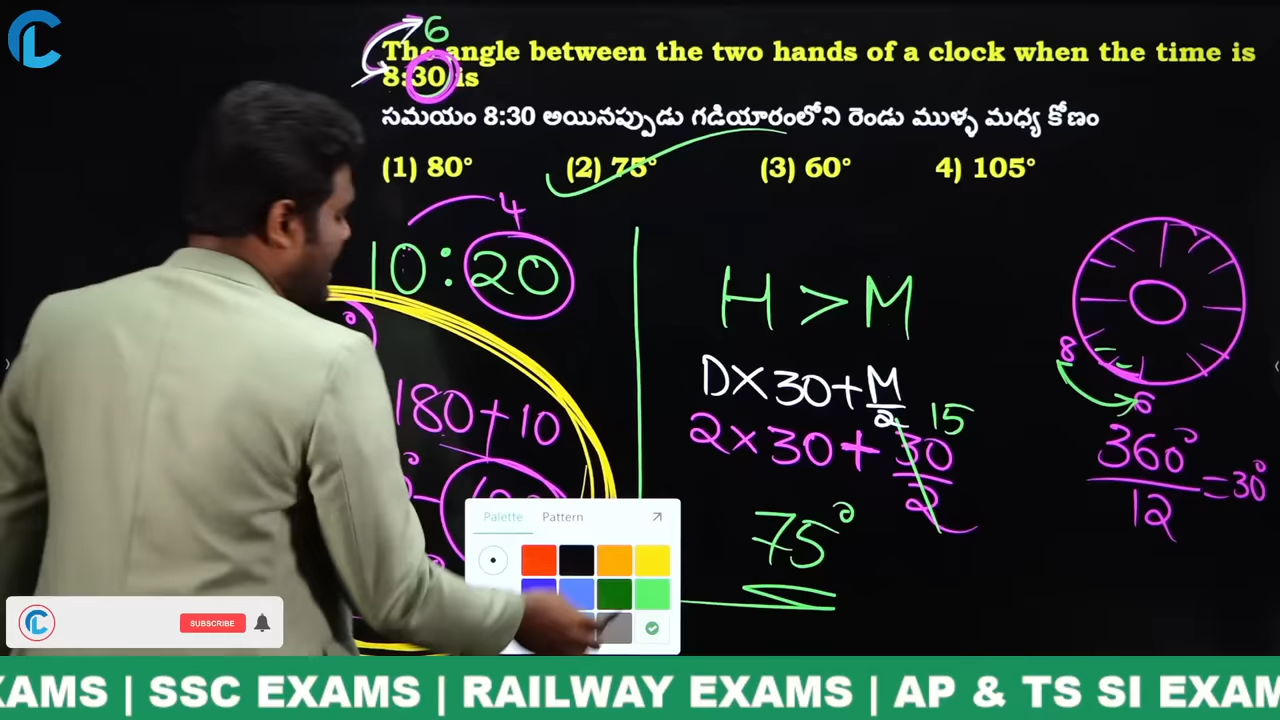 6
The angle between the two hands of a clock when the time is
8:30 is
సమయం 8:30 అయినప్పుడు గడియారంలోని రెండు ముళ్ళ మధ్య కోణం
(1) 80° (2) 75° (3) 60° 4) 105°
4
10:20
180+10
H > M
D×30+M/2
2×30+30/2
15
75°
8
6
360°/12=30°
Palette Pattern
SUBSCRIBE
EXAMS | SSC EXAMS | RAILWAY EXAMS | AP & TS SI EXAM